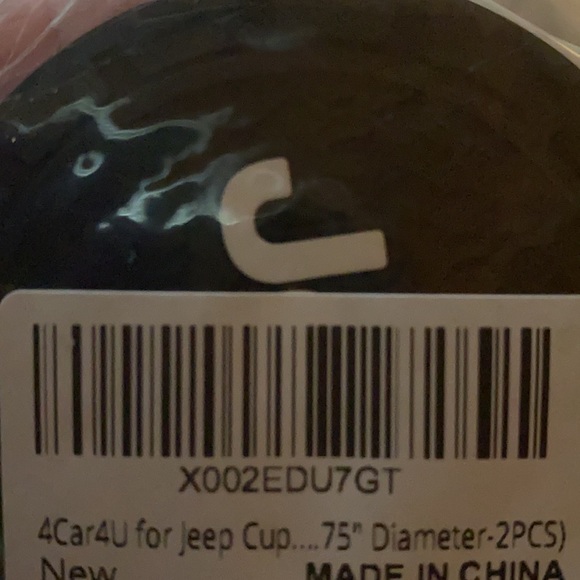 J
X002EDU7GT
4Car4U for Jeep Cup....75" Diameter-2PCS)
New MADE IN CHINA